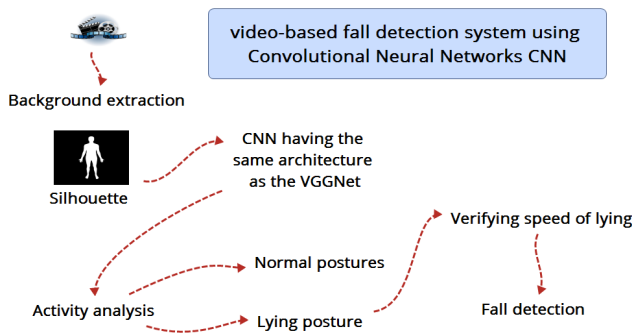 video-based fall detection system using
Convolutional Neural Networks CNN
Background extraction
Silhouette
CNN having the
same architecture
as the VGGNet
Activity analysis
Normal postures
Lying posture
Verifying speed of lying
Fall detection